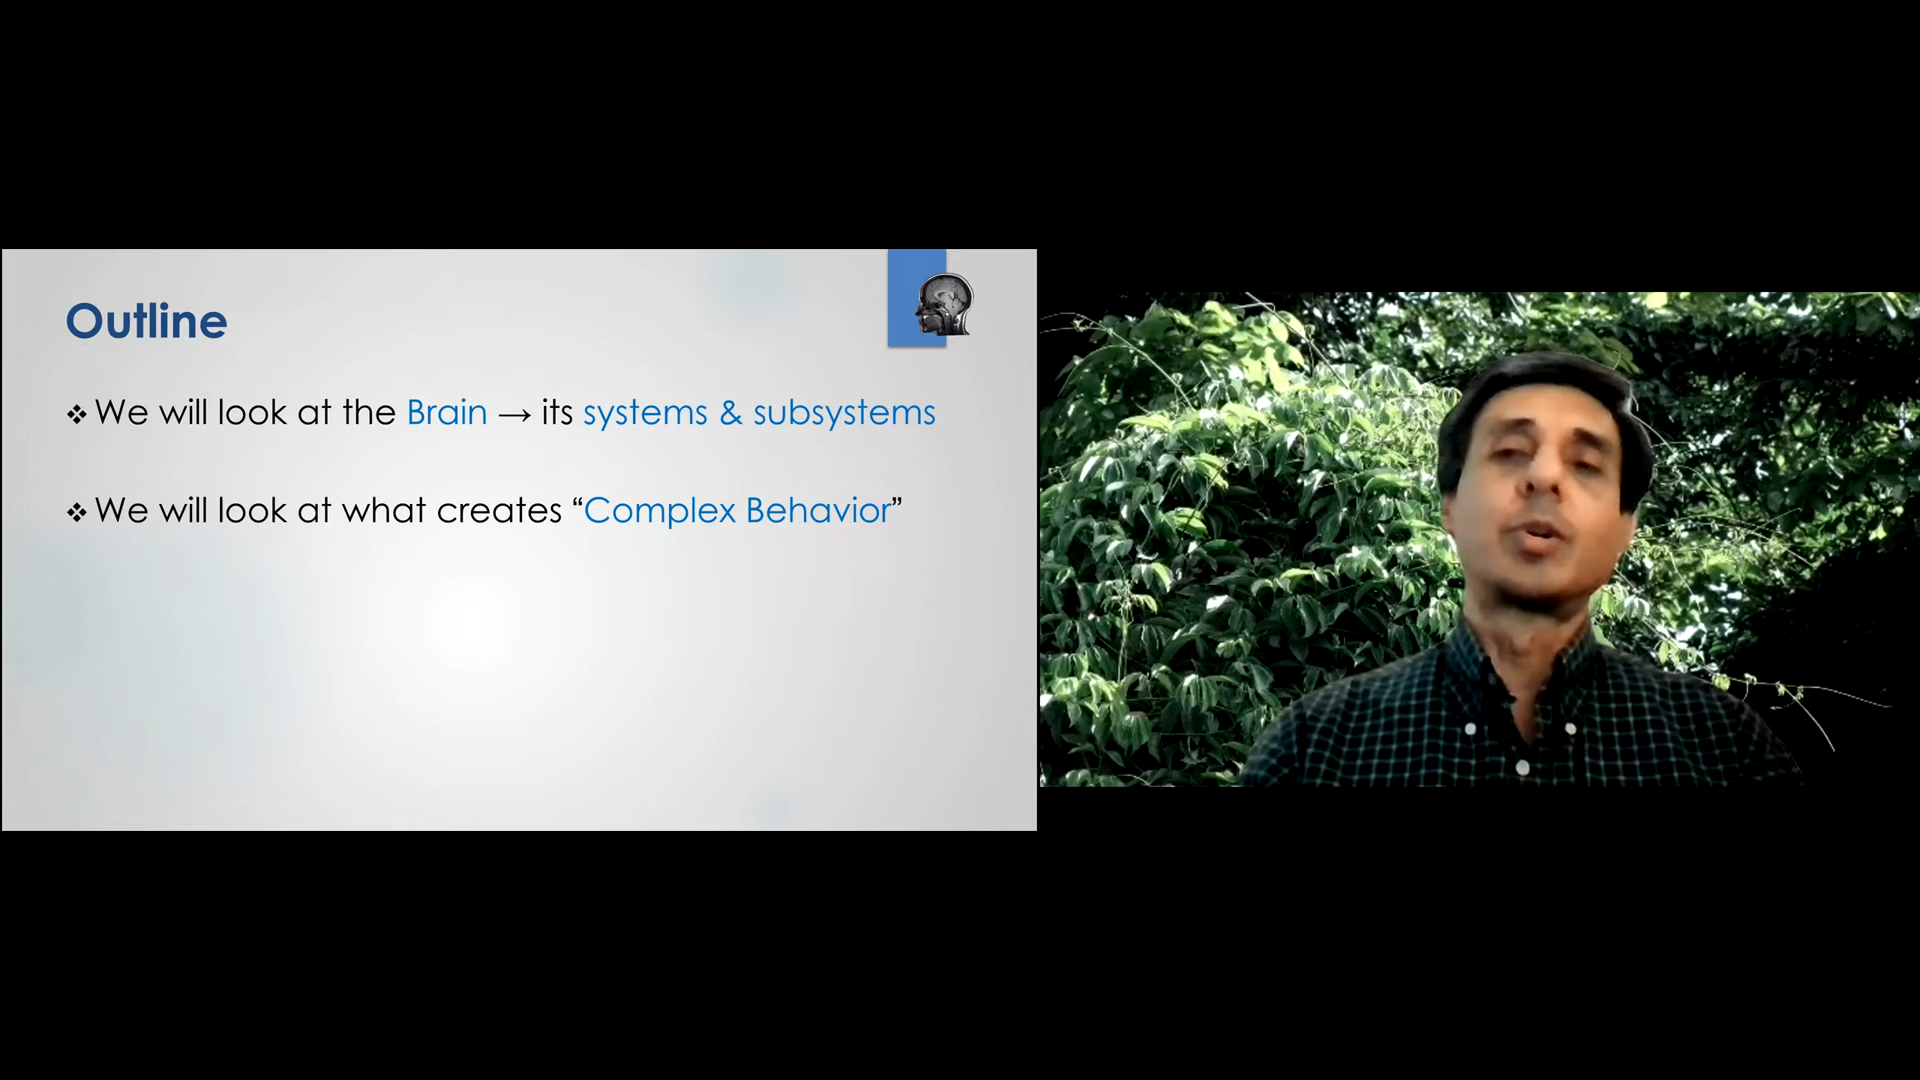 Outline
❖ We will look at the Brain → its systems & subsystems
❖ We will look at what creates “Complex Behavior”